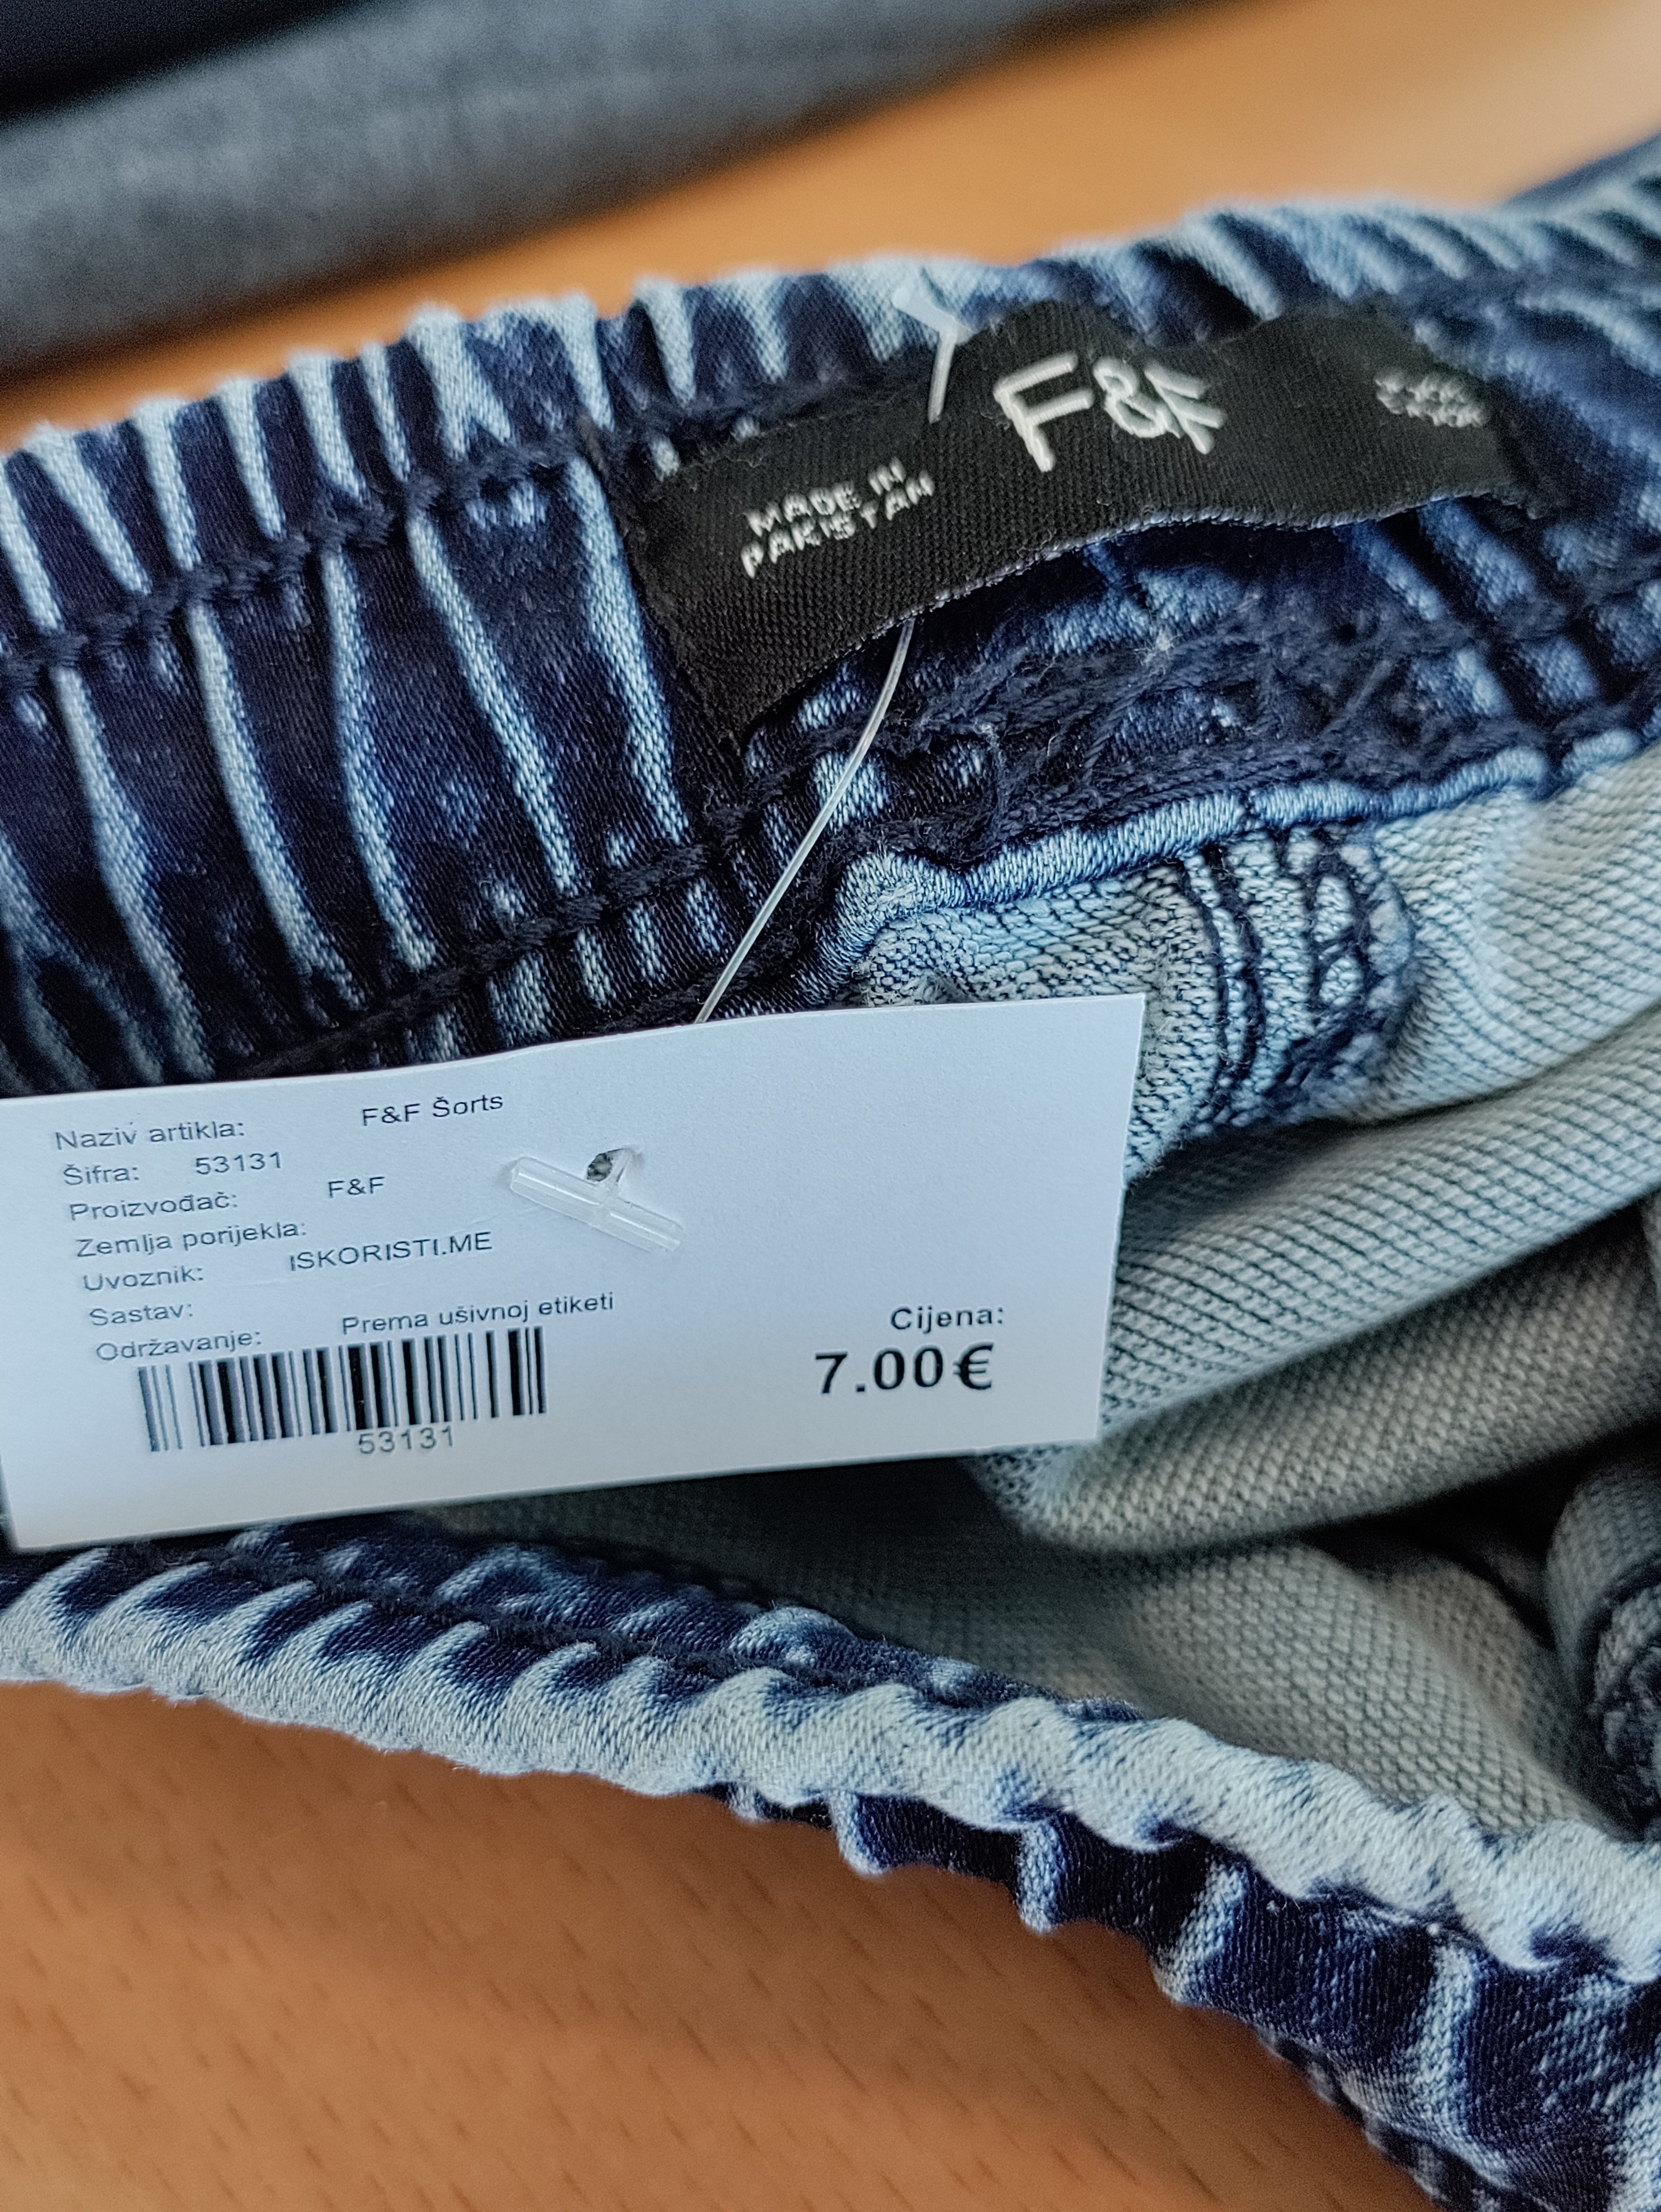 F&F
MADE IN
PAKISTAN
Naziv artikla: F&F Šorts
Šifra: 53131
Proizvođač: F&F
Zemlja porijekla:
Uvoznik: ISKORISTI.ME
Sastav:
Održavanje: Prema ušivnoj etiketi
53131
Cijena:
7.00€